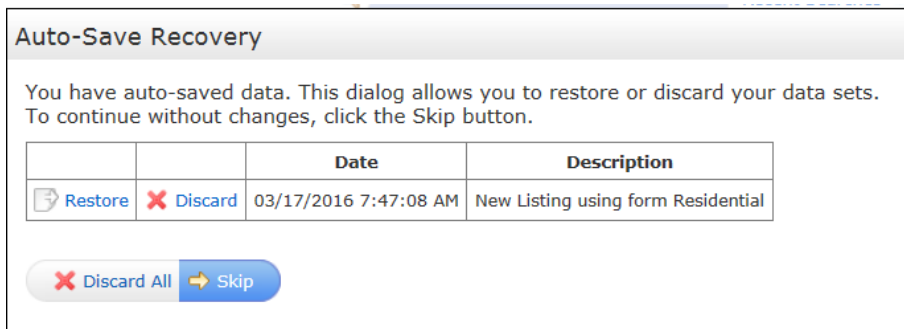 Auto-Save Recovery
You have auto-saved data. This dialog allows you to restore or discard your data sets.
To continue without changes, click the Skip button.
Date Description
Restore Discard 03/17/2016 7:47:08 AM New Listing using form Residential
Discard All Skip